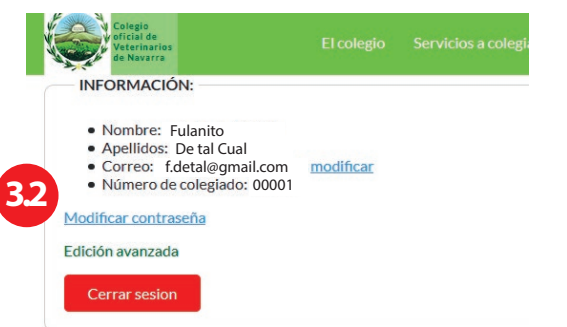 Colegio
oficial de
Veterinarios
de Navarra
El colegio Servicios a colegia
INFORMACIÓN:
• Nombre: Fulanito
• Apellidos: De tal Cual
• Correo: f.detal@gmail.com modificar
• Número de colegiado: 00001
3.2
Modificar contraseña
Edición avanzada
Cerrar sesion